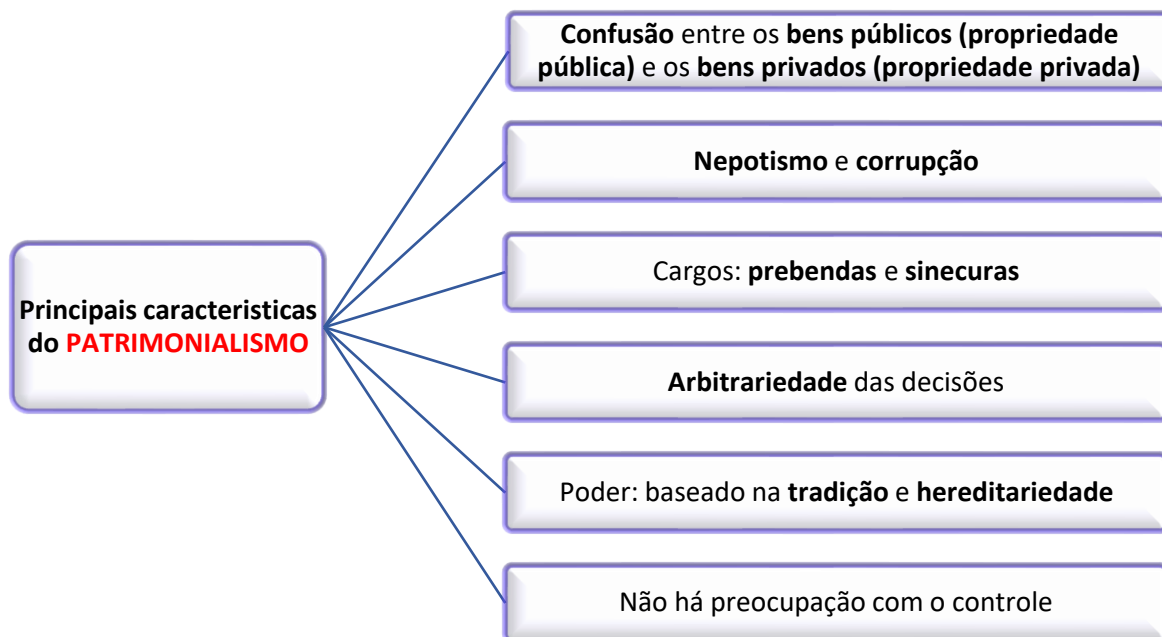 Confusão entre os bens públicos (propriedade
pública) e os bens privados (propriedade privada)
Nepotismo e corrupção
Cargos: prebendas e sinecuras
Principais caracteristicas
do PATRIMONIALISMO
Arbitrariedade das decisões
Poder: baseado na tradição e hereditariedade
Não há preocupação com o controle